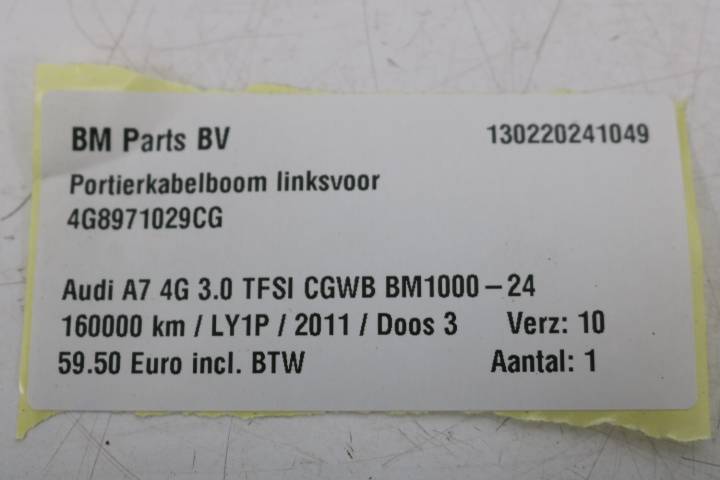 BM Parts BV 130220241049
Portierkabelboom linksvoor
4G8971029CG
Audi A7 4G 3.0 TFSI CGWB BM1000-24
160000 km / LY1P / 2011 / Doos 3 Verz: 10
59.50 Euro incl. BTW Aantal: 1